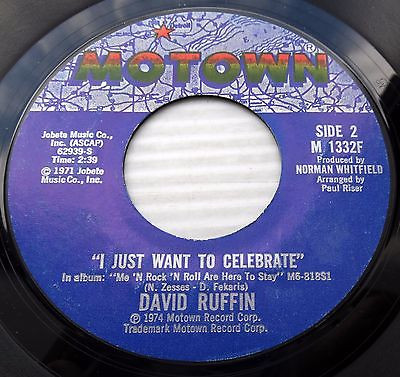 Detroit
MOTOWN®
Jobete Music Co.,
Inc. (ASCAP)
62939-S
Time: 2:39
© 1971 Jobete
Music Co., Inc.
SIDE 2
M 1332F
Produced by
NORMAN WHITFIELD
Arranged by
Paul Riser
"I JUST WANT TO CELEBRATE"
In album: "Me 'N Rock 'N Roll Are Here To Stay" M6-818S1
(N. Zesses - D. Fekaris)
DAVID RUFFIN
℗ 1974 Motown Record Corp.
Trademark Motown Record Corp.